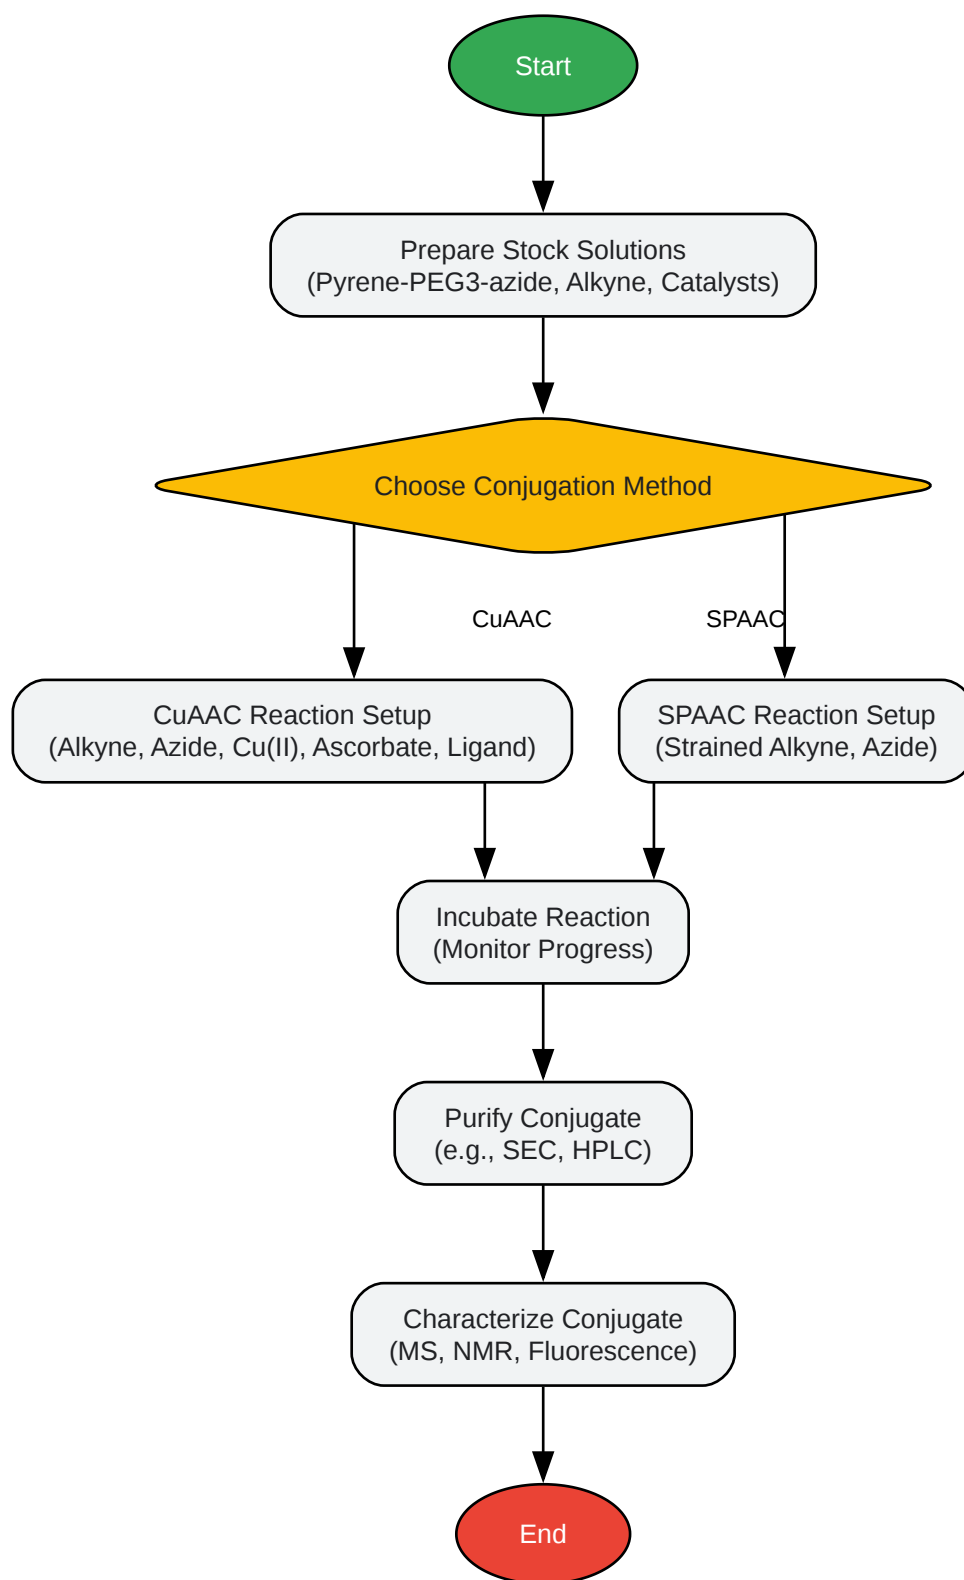 Start
Prepare Stock Solutions
(Pyrene-PEG3-azide, Alkyne, Catalysts)
Choose Conjugation Method
CuAAC
SPAAC
CuAAC Reaction Setup
(Alkyne, Azide, Cu(II), Ascorbate, Ligand)
SPAAC Reaction Setup
(Strained Alkyne, Azide)
Incubate Reaction
(Monitor Progress)
Purify Conjugate
(e.g., SEC, HPLC)
Characterize Conjugate
(MS, NMR, Fluorescence)
End